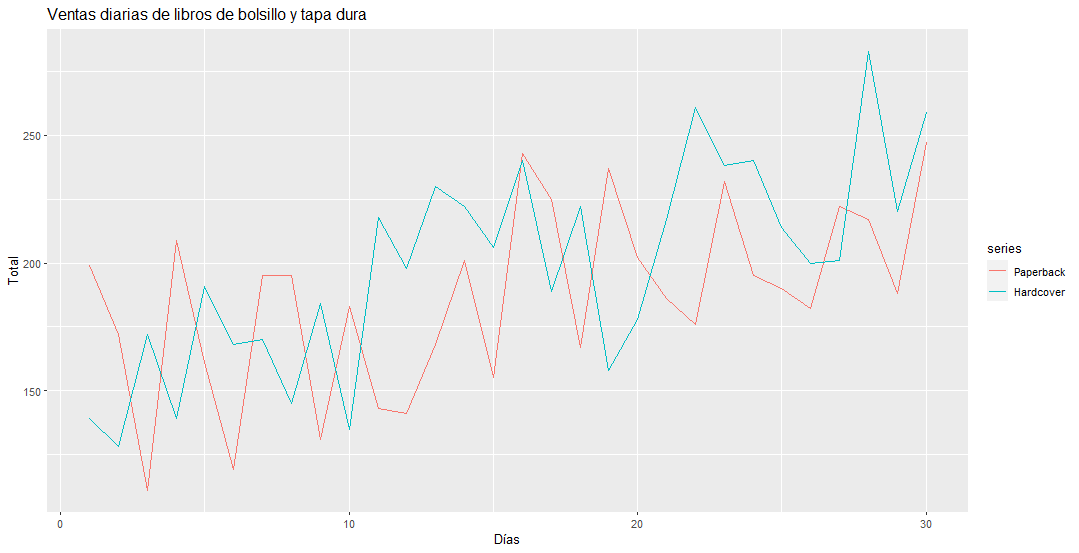 Ventas diarias de libros de bolsillo y tapa dura
250
200
150
Total
0
10
20
30
Días
series
Paperback
Hardcover